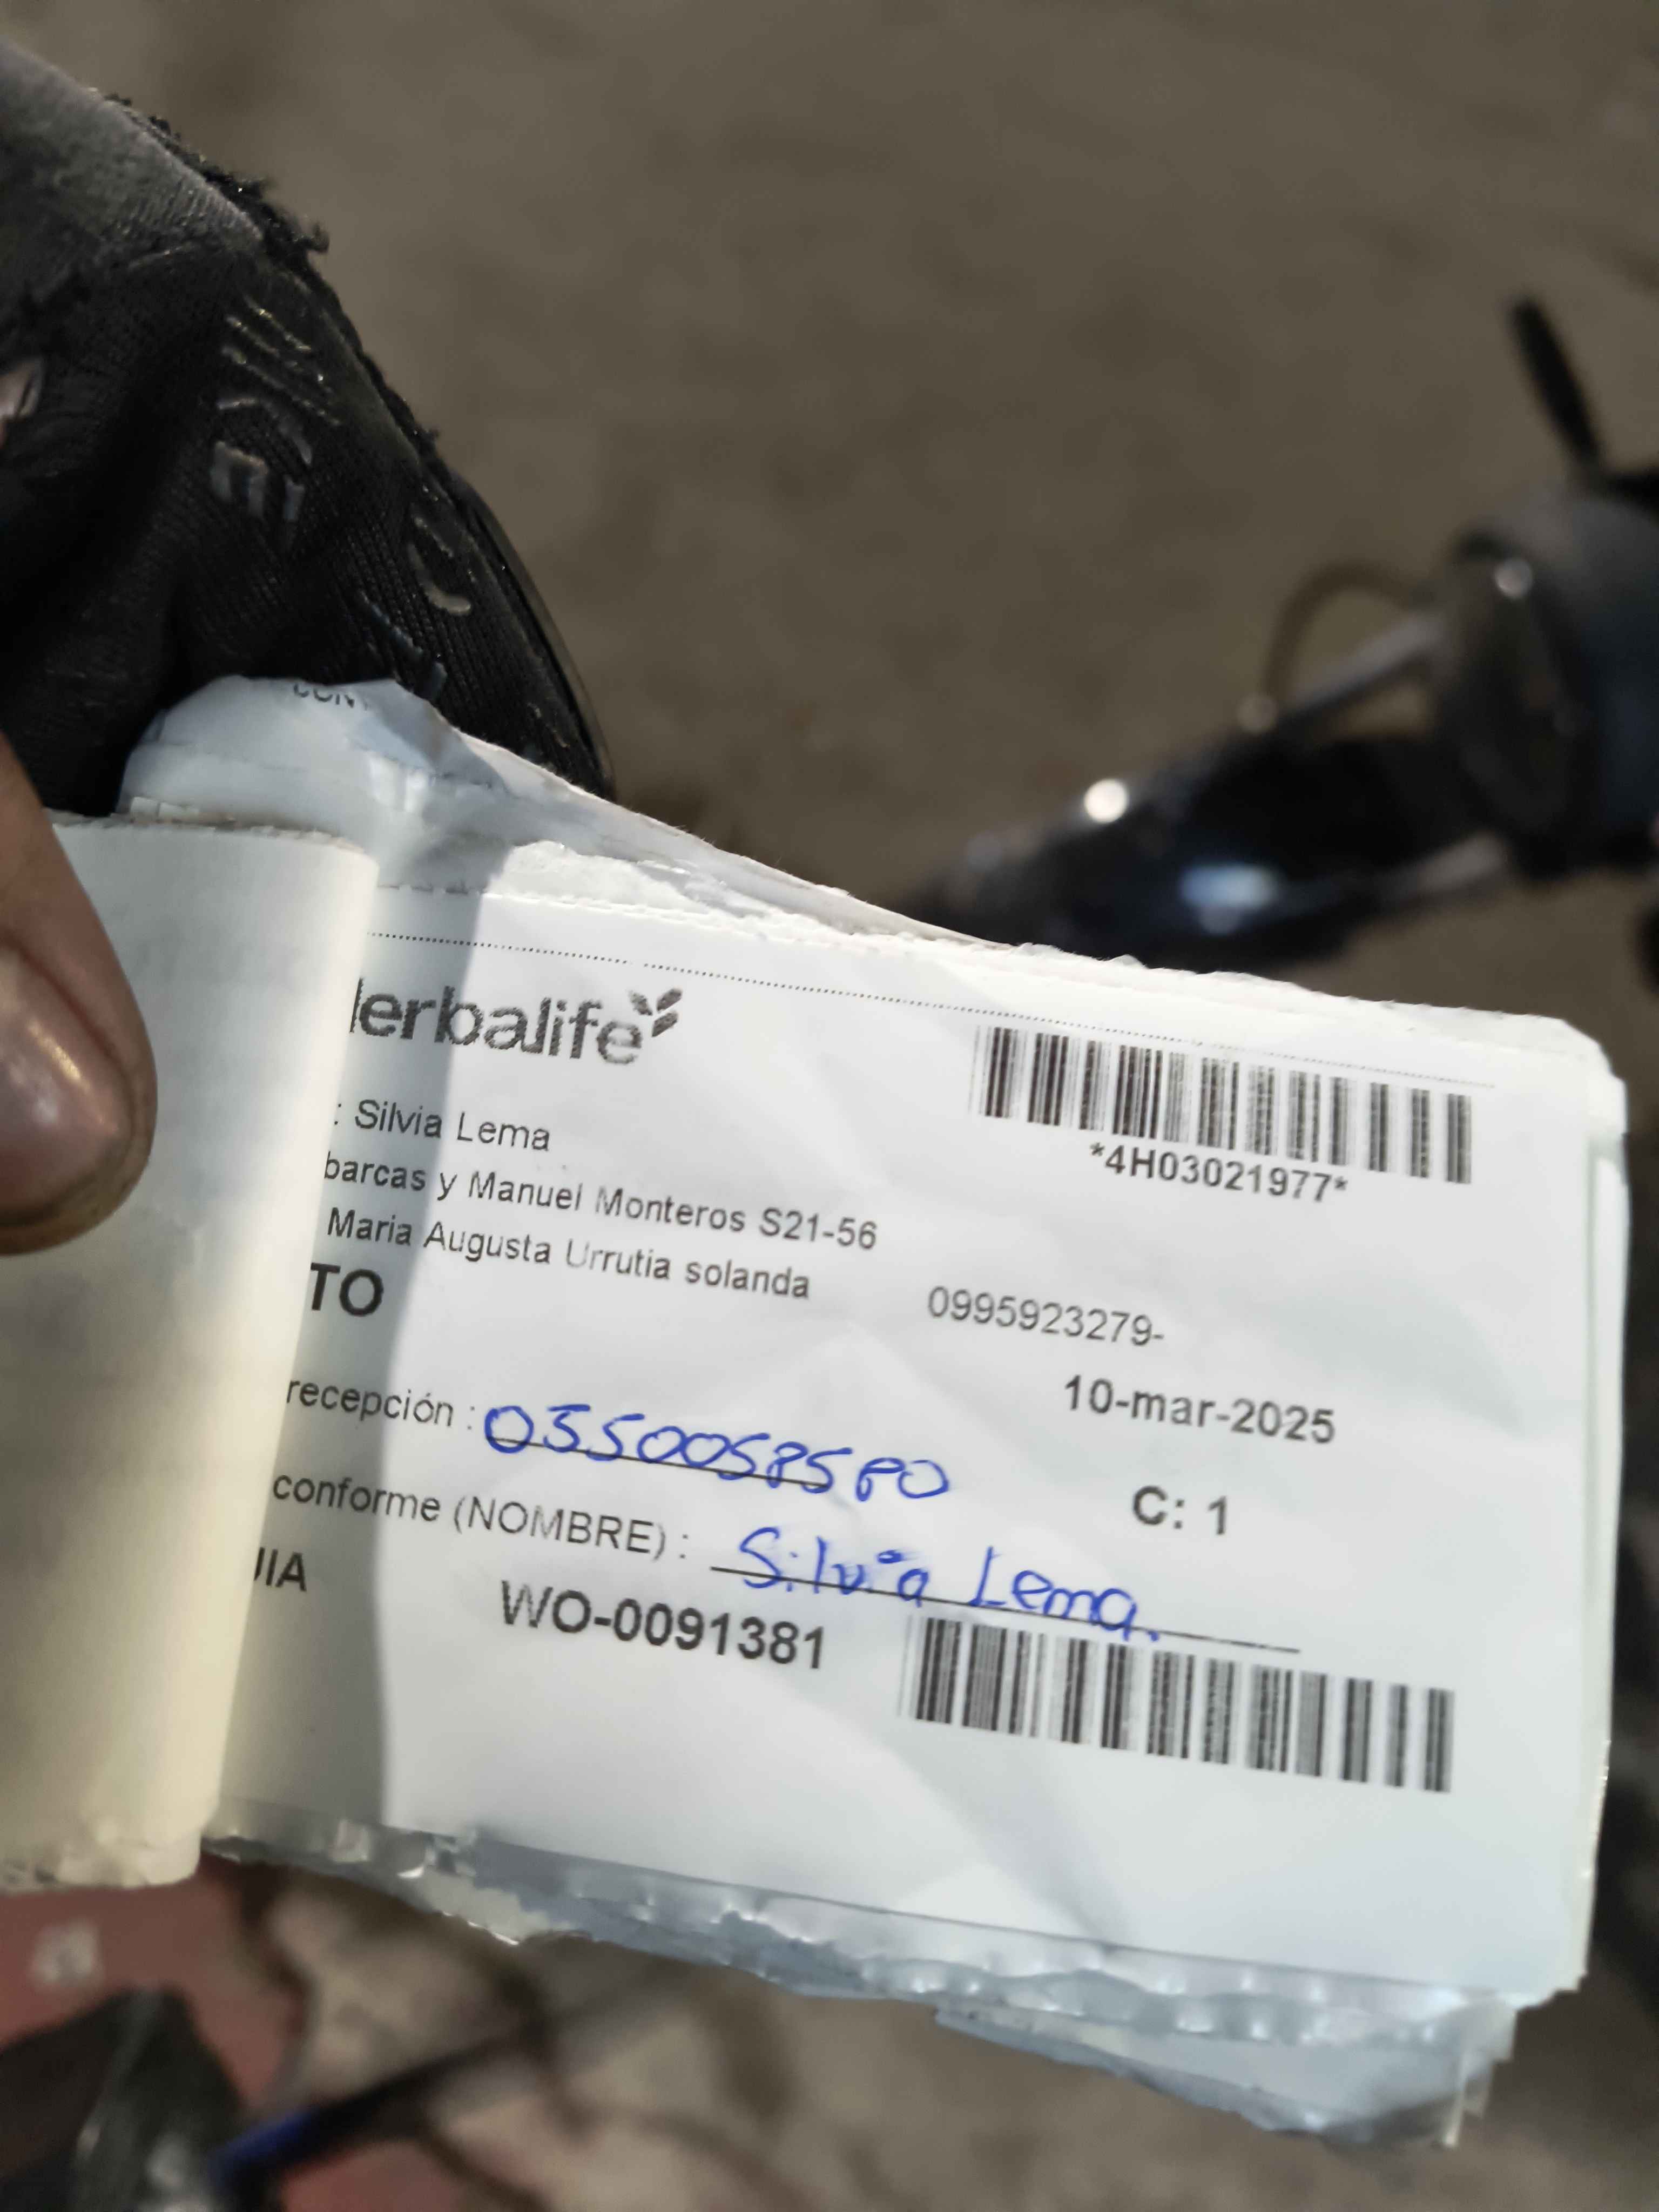 CON
erbalife
*4H03021977*
: Silvia Lema
barcas y Manuel Monteros S21-56
Maria Augusta Urrutia solanda
0995923279-
TO
10-mar-2025
recepción : 0550058580
C: 1
conforme (NOMBRE) : Silvia Lema.
UIA
WO-0091381